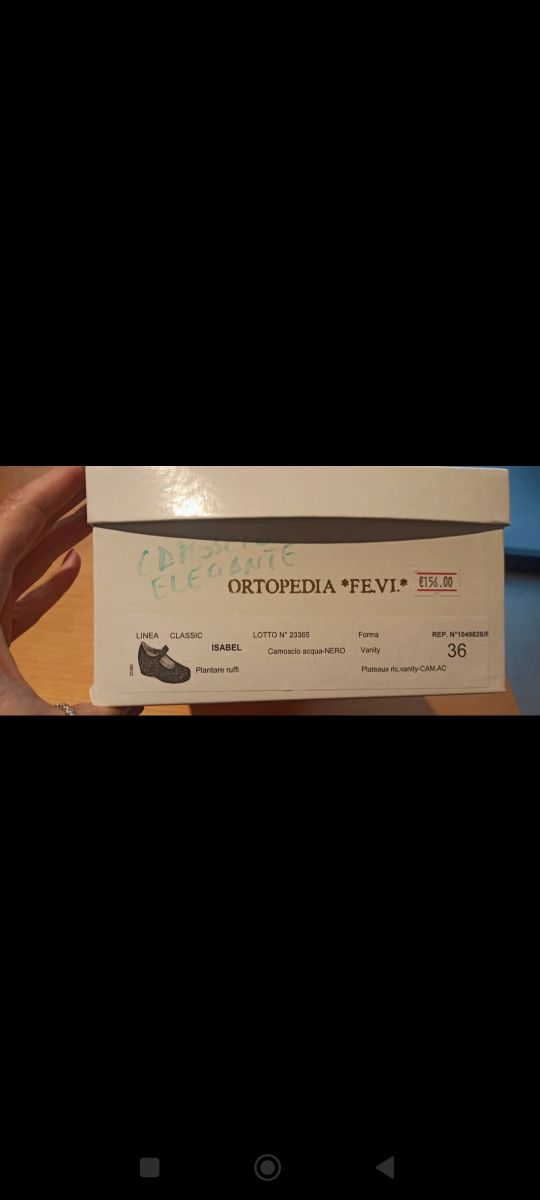 CAMOSCIO
ELEGANTE
ORTOPEDIA *FE.VI.* €156.00
LINEA CLASSIC LOTTO N° 23365 Forma REP. N°1049826/F
ISABEL Camoscio acqua-NERO Vanity 36
Plantare ruffi Plateaux ric.vanity-CAM.AC